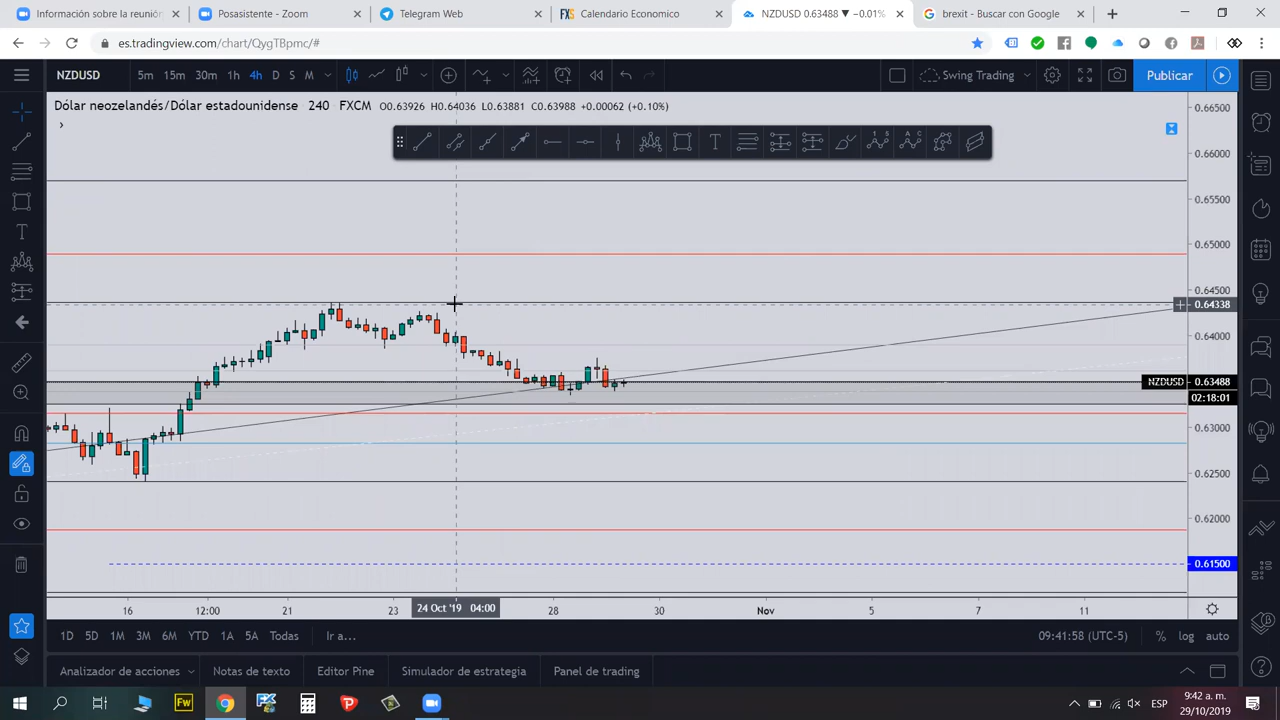 Información sobre la reunión
Posasistente - Zoom
Telegram Web
Calendario Economico
NZDUSD 0.63488 ▼ −0.01%
brexit - Buscar con Google
es.tradingview.com/chart/QygTBpmc/#
NZDUSD 5m 15m 30m 1h 4h D S M
Swing Trading
Publicar
Dólar neozelandés/Dólar estadounidense 240 FXCM O0.63926 H0.64036 L0.63881 C0.63988 +0.00062 (+0.10%)
0.66500
0.66000
0.65500
0.65000
0.64500
0.64338
0.64000
NZDUSD 0.63488
02:18:01
0.63000
0.62500
0.62000
0.61500
16 12:00 21 23 24 Oct '19 04:00 28 30 Nov 5 7 11
1D 5D 1M 3M 6M YTD 1A 5A Todas Ir a... 09:41:58 (UTC-5) % log auto
Analizador de acciones Notas de texto Editor Pine Simulador de estrategia Panel de trading
Fw
ESP
9:42 a. m.
29/10/2019